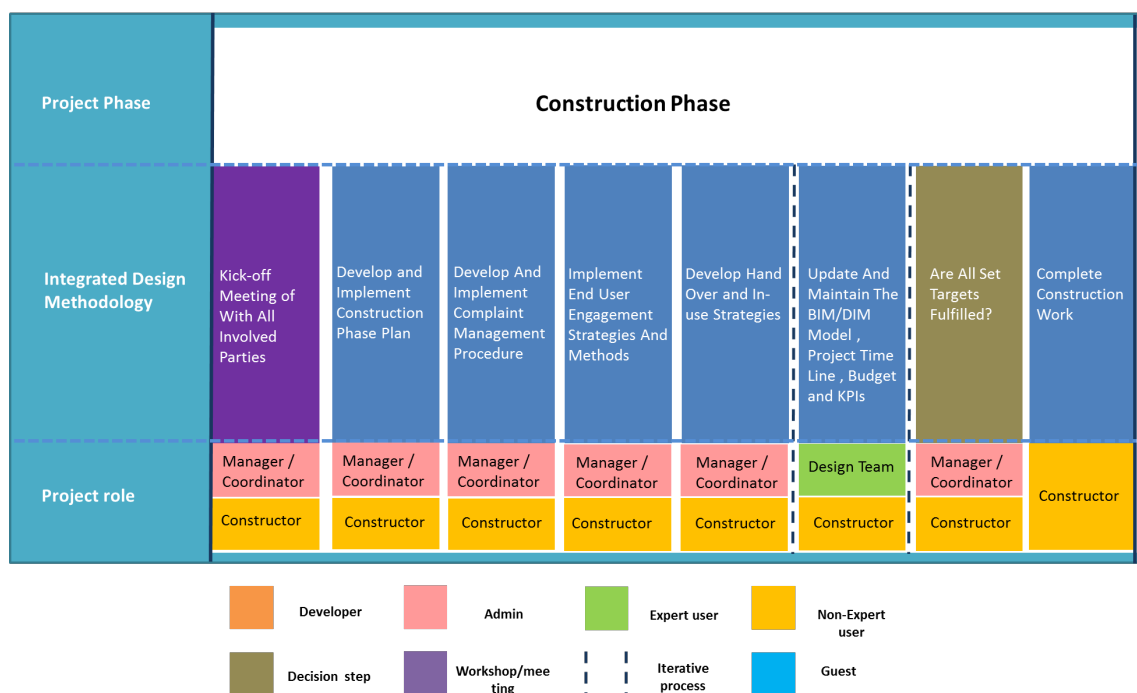 Project Phase
Construction Phase
Integrated Design
Methodology
Kick-off
Meeting of
With All
Involved
Parties
Develop and
Implement
Construction
Phase Plan
Develop And
Implement
Complaint
Management
Procedure
Implement
End User
Engagement
Strategies And
Methods
Develop Hand
Over and In-
use Strategies
Update And
Maintain The
BIM/DIM
Model ,
Project Time
Line , Budget
and KPIs
Are All Set
Targets
Fulfilled?
Complete
Construction
Work
Project role
Manager /
Coordinator
Constructor
Manager /
Coordinator
Constructor
Manager /
Coordinator
Constructor
Manager /
Coordinator
Constructor
Manager /
Coordinator
Constructor
Design Team
Constructor
Manager /
Coordinator
Constructor
Constructor
Developer
Admin
Expert user
Non-Expert
user
Decision step
Workshop/mee
ting
Iterative
process
Guest